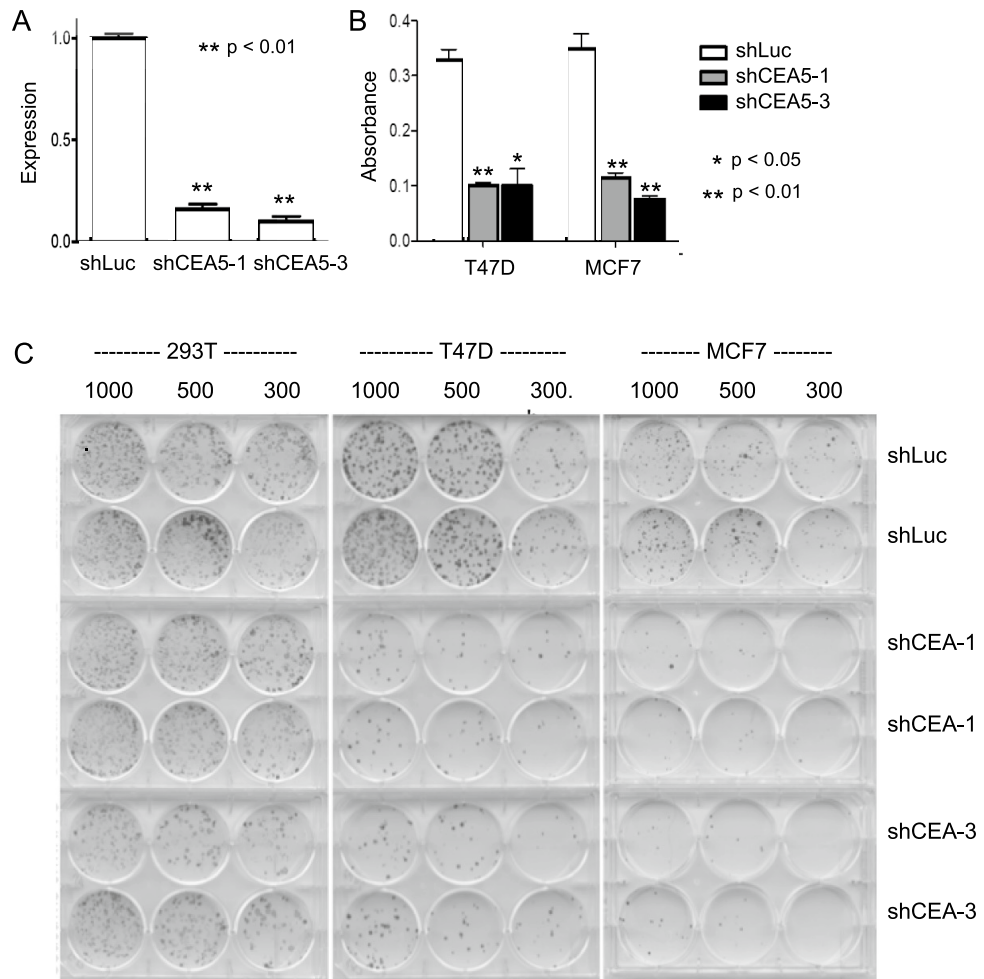 A
1.0
** p < 0.01
Expression
0.5
**
**
0.0
shLuc shCEA5-1 shCEA5-3
B
0.4
0.3
Absorbance
0.2
** * ** **
0.1
0.0
T47D MCF7
shLuc
shCEA5-1
shCEA5-3
* p < 0.05
** p < 0.01
C
--------- 293T ----------- ----------- T47D --------- -------- MCF7 --------
1000 500 300 1000 500 300. 1000 500 300
shLuc
shLuc
shCEA-1
shCEA-1
shCEA-3
shCEA-3